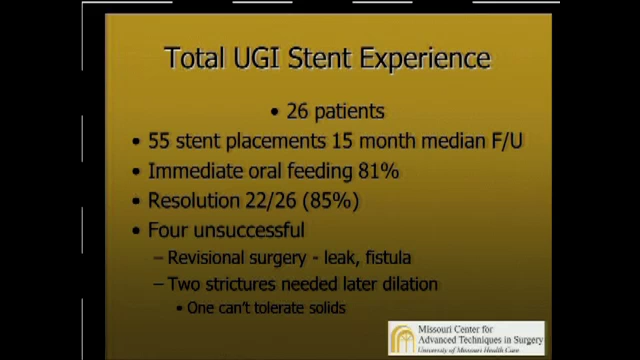 Total UGI Stent Experience
• 26 patients
• 55 stent placements 15 month median F/U
• Immediate oral feeding 81%
• Resolution 22/26 (85%)
• Four unsuccessful
– Revisional surgery - leak, fistula
– Two strictures needed later dilation
• One can't tolerate solids
Missouri Center for
Advanced Techniques in Surgery
University of Missouri Health Care